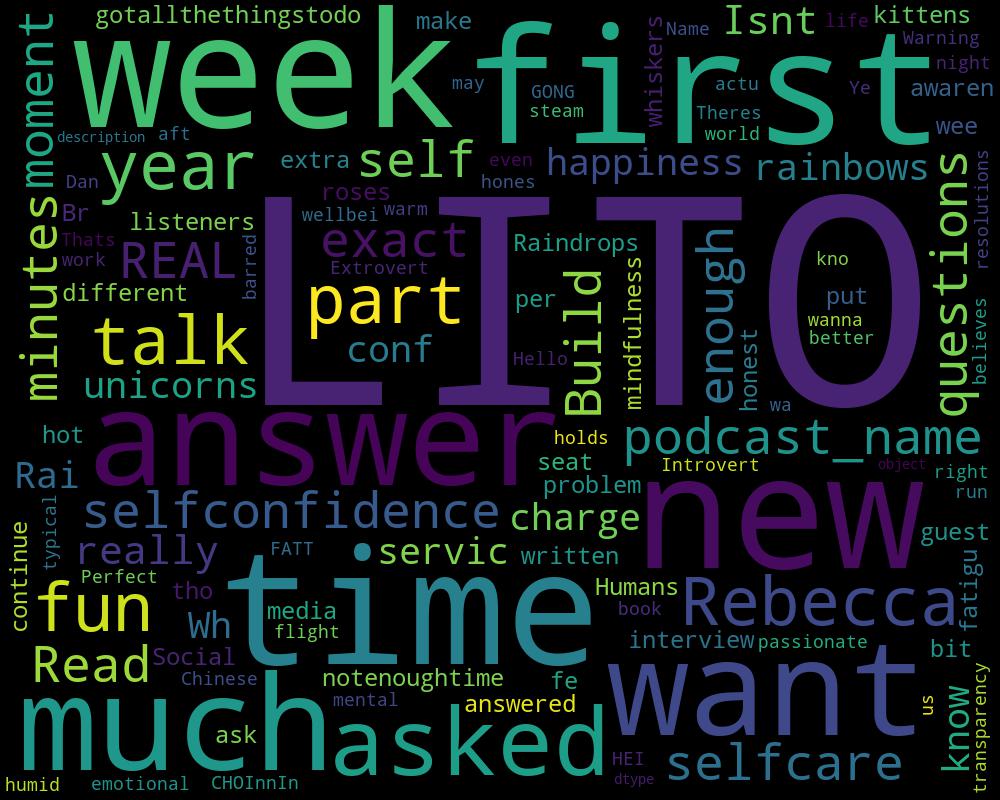 gotallthethingstodo
make
Isnt
life
kittens
week
first
moment
may
GONG
steam
whiskers
Name
actu
Theres
world
Ye
Warning
night
awaren
wee
description
aft
year
extra
self
even
hones
happiness
rainbows
Dan
roses
wellbei
warm
Br
listeners
Thats
work
REAL
barred
exact
Extrovert
LITO
Raindrops
resolutions
questions
minutes
different
part
per
Build
mindfulness
enough
kno
put
wanna
better
believes
talk
conf
Hello
honest
unicorns
wa
answer
hot
holds
podcast_name
Rai
seat
problem
Introvert
object
right
run
new
selfconfidence
charge
guest
typical
continue
really
FATT
servic
written
fatigu
Perfect
tho
time
Humans
book
Rebecca
fun
Wh
media
flight
interview
passionate
bit
Read
Social
Chinese
notenoughtime
fe
want
mental
answered
us
know
transparency
much
ask
asked
HEI
dtype
selfcare
humid
emotional
CHOInnIn